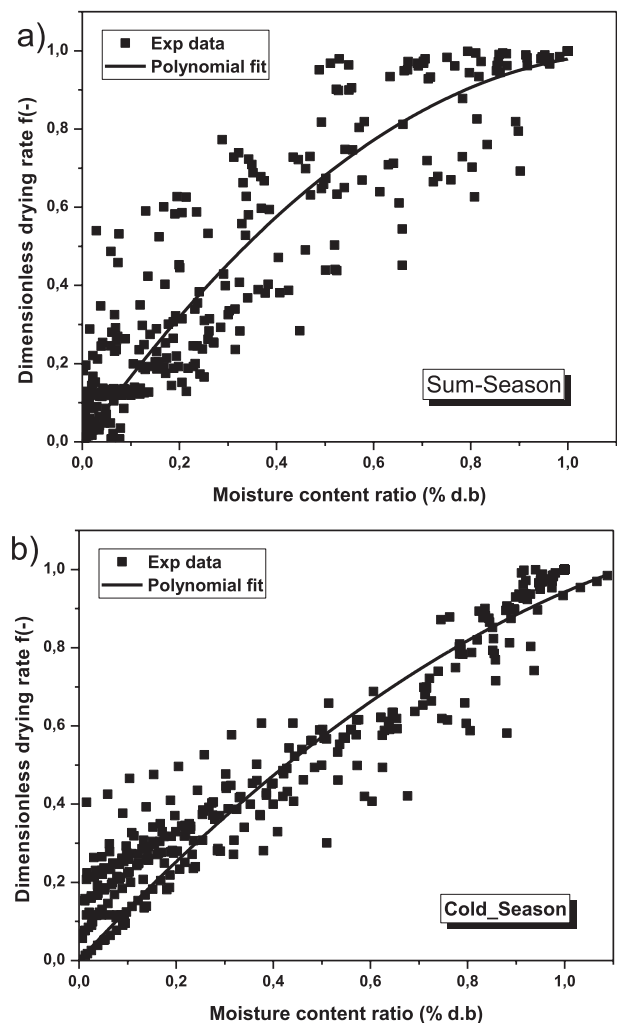 a)
1,0
0,8
0,6
0,4
0,2
0,0
Dimensionless drying rate f(-)
Exp data
Polynomial fit
Sum-Season
0,0 0,2 0,4 0,6 0,8 1,0
Moisture content ratio (% d.b)
b)
1,0
0,8
0,6
0,4
0,2
0,0
Dimensionless drying rate f(-)
Exp data
Polynomial fit
Cold_Season
0,0 0,2 0,4 0,6 0,8 1,0
Moisture content ratio (% d.b)